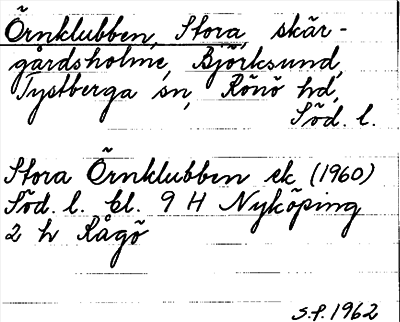 Örnklubben, Stora, skär-
gårdsholme, Björksund,
Tystberga sn, Rönö hd,
Söd. l.
Stora Örnklubben ek (1960)
Söd. l. bl. 9 H Nyköping
2 h Rågö
S.P. 1962